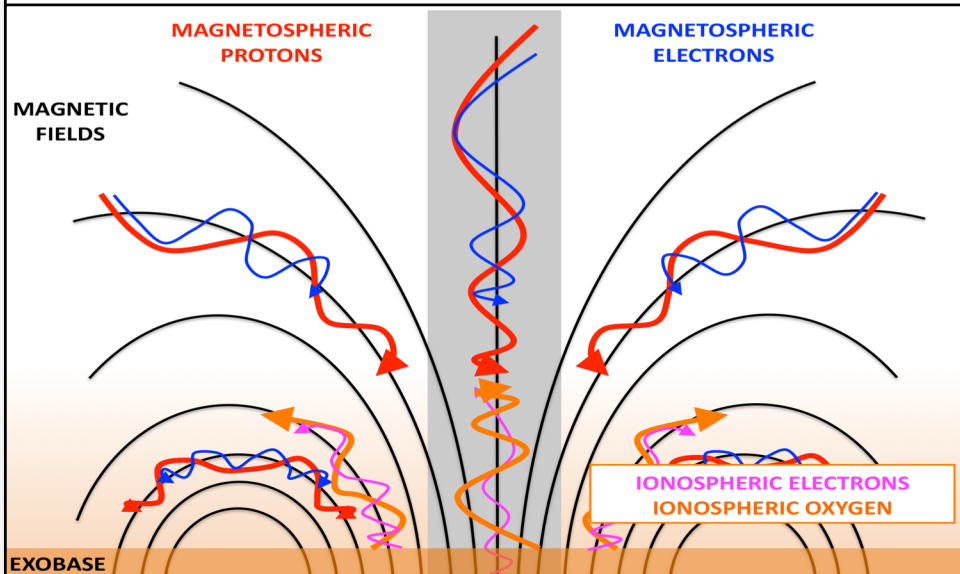 MAGNETOSPHERIC
PROTONS
MAGNETOSPHERIC
ELECTRONS
MAGNETIC
FIELDS
IONOSPHERIC ELECTRONS
IONOSPHERIC OXYGEN
EXOBASE